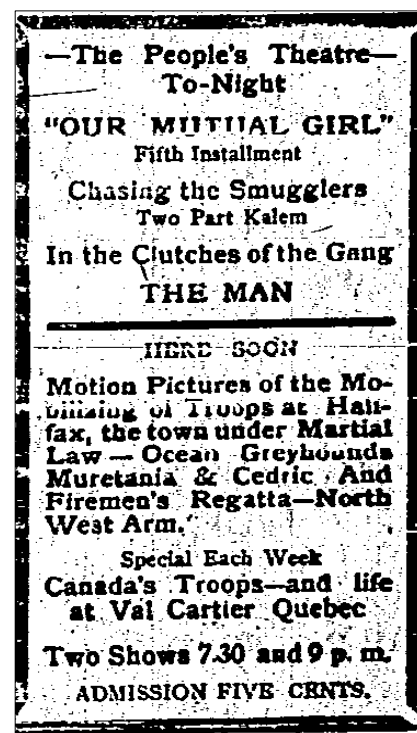 —The People's Theatre—
To-Night
"OUR MUTUAL GIRL"
Fifth Installment
Chasing the Smugglers
Two Part Kalem
In the Clutches of the Gang
THE MAN
HERE SOON
Motion Pictures of the Mo-
bilizing of Troops at Hali-
fax, the town under Martial
Law — Ocean Greyhounds
Muretania & Cedric And
Firemen's Regatta—North
West Arm.
Special Each Week
Canada's Troops—and life
at Val Cartier Quebec
Two Shows 7.30 and 9 p. m.
ADMISSION FIVE CENTS.